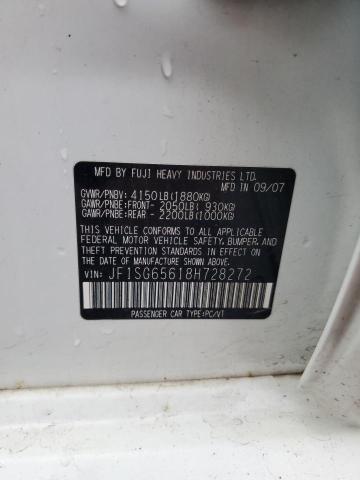 MFD BY FUJI HEAVY INDUSTRIES LTD.
MFD IN 09/07
GVWR/PNBV: 4150LB(1880KG)
GAWR/PNBE:FRONT- 2050LB( 930KG)
GAWR/PNBE:REAR - 2200LB(1000KG)
THIS VEHICLE CONFORMS TO ALL APPLICABLE
FEDERAL MOTOR VEHICLE SAFETY, BUMPER, AND
THEFT PREVENTION STANDARDS IN EFFECT ON THE
DATE OF MANUFACTURE SHOWN ABOVE.
VIN: JF1SG65618H728272
PASSENGER CAR TYPE:PC/VT